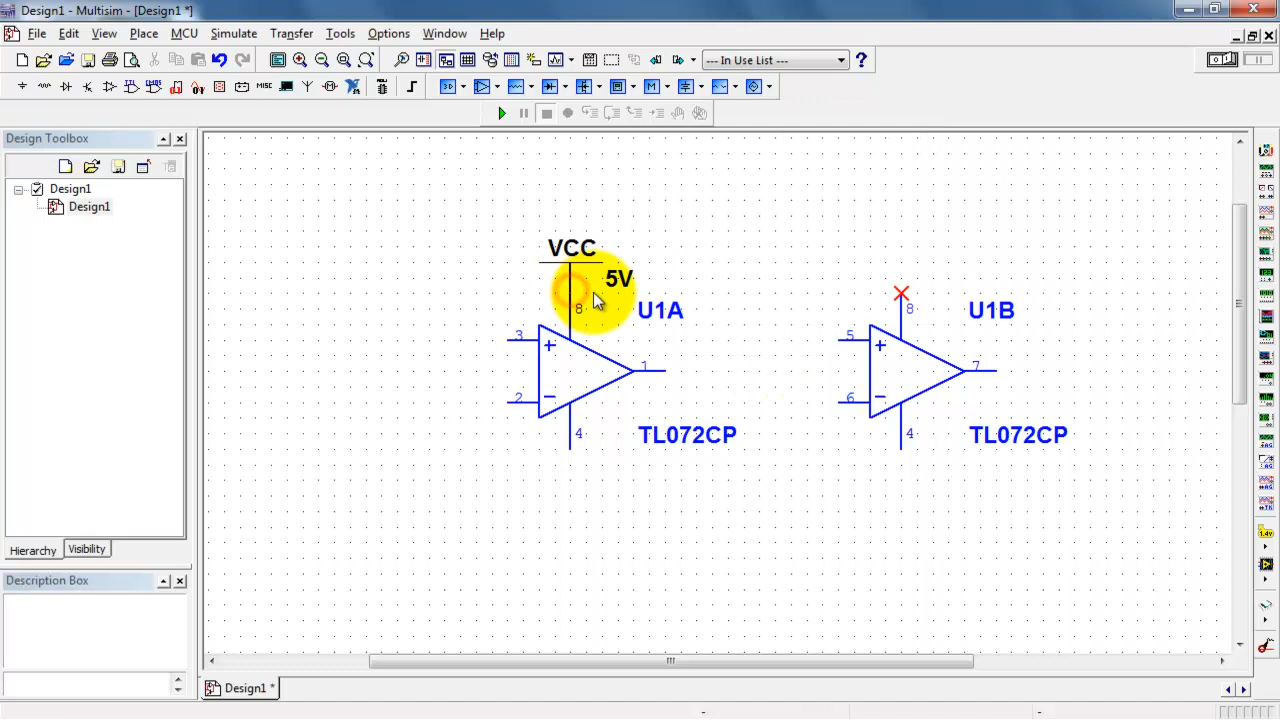 Design1 - Multisim - [Design1 *]
File Edit View Place MCU Simulate Transfer Tools Options Window Help
--- In Use List ---
MISC
Design Toolbox
Design1
Design1
VCC
5V
8
U1A
3
2
1
4
TL072CP
8
U1B
5
6
7
4
TL072CP
Hierarchy Visibility
Description Box
Design1 *